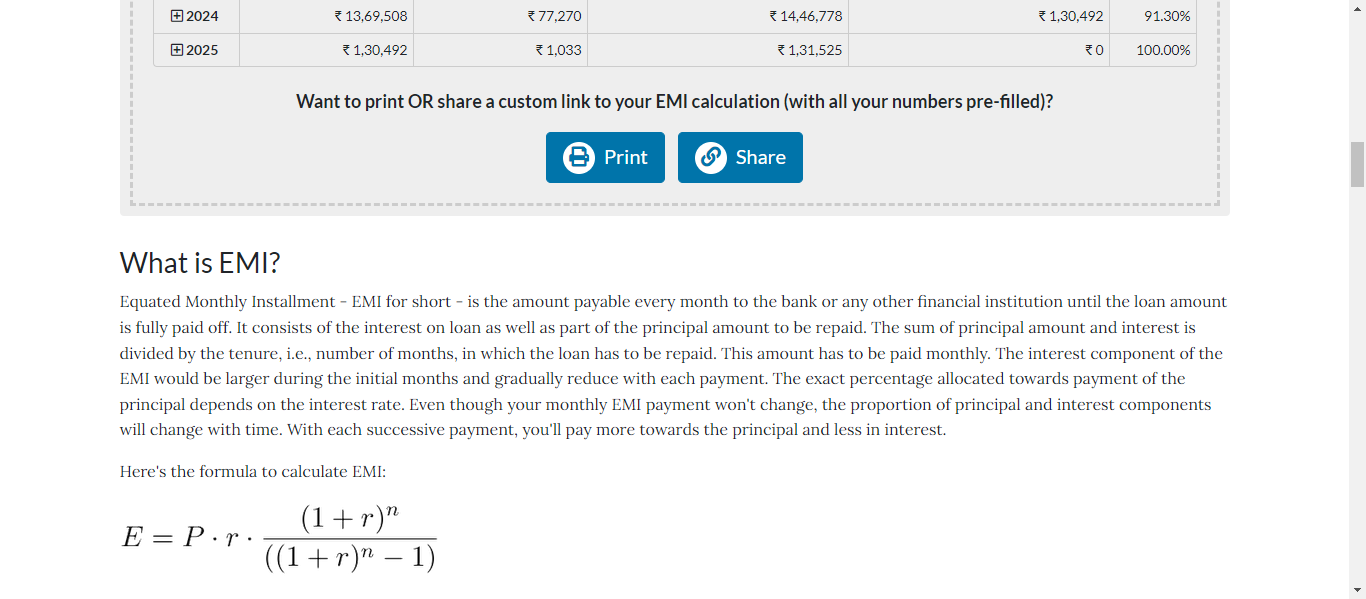 2024 ₹ 13,69,508 ₹ 77,270 ₹ 14,46,778 ₹ 1,30,492 91.30%
2025 ₹ 1,30,492 ₹ 1,033 ₹ 1,31,525 ₹ 0 100.00%
Want to print OR share a custom link to your EMI calculation (with all your numbers pre-filled)?
Print Share
What is EMI?
Equated Monthly Installment - EMI for short - is the amount payable every month to the bank or any other financial institution until the loan amount
is fully paid off. It consists of the interest on loan as well as part of the principal amount to be repaid. The sum of principal amount and interest is
divided by the tenure, i.e., number of months, in which the loan has to be repaid. This amount has to be paid monthly. The interest component of the
EMI would be larger during the initial months and gradually reduce with each payment. The exact percentage allocated towards payment of the
principal depends on the interest rate. Even though your monthly EMI payment won't change, the proportion of principal and interest components
will change with time. With each successive payment, you'll pay more towards the principal and less in interest.
Here's the formula to calculate EMI:
E = P · r · (1 + r)^n / ((1 + r)^n − 1)